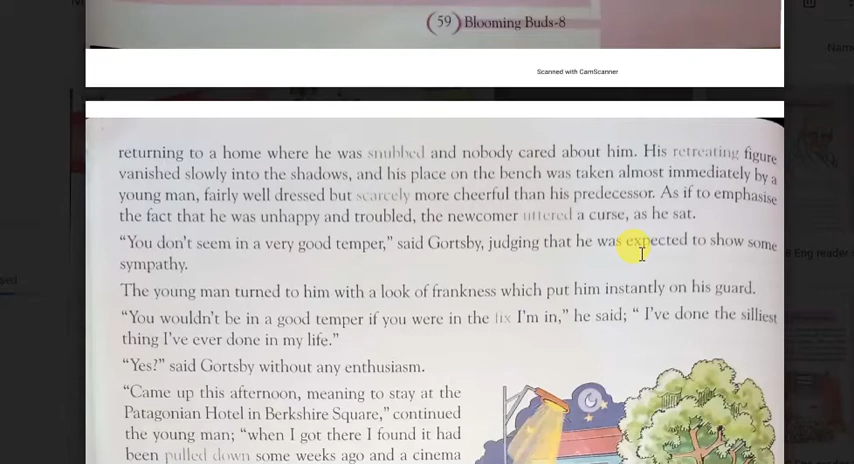 (59) Blooming Buds-8
Scanned with CamScanner
returning to a home where he was snubbed and nobody cared about him. His retreating figure
vanished slowly into the shadows, and his place on the bench was taken almost immediately by a
young man, fairly well dressed but scarcely more cheerful than his predecessor. As if to emphasise
the fact that he was unhappy and troubled, the newcomer uttered a curse, as he sat.
“You don't seem in a very good temper,” said Gortsby, judging that he was expected to show some
sympathy.
The young man turned to him with a look of frankness which put him instantly on his guard.
“You wouldn't be in a good temper if you were in the fix I'm in,” he said; “ I've done the silliest
thing I've ever done in my life.”
“Yes?” said Gortsby without any enthusiasm.
“Came up this afternoon, meaning to stay at the
Patagonian Hotel in Berkshire Square,” continued
the young man; “when I got there I found it had
been pulled down some weeks ago and a cinema
Name
8 Eng reader